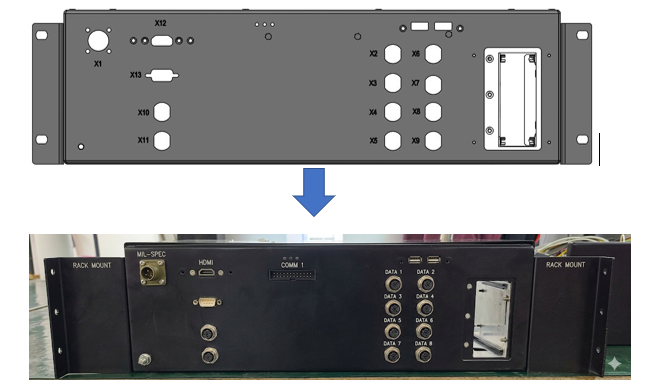 X12
X1
X13
X10
X11
X2
X6
X3
X7
X4
X8
X5
X9
RACK MOUNT
MIL-SPEC
HDMI
COMM 1
DATA 1
DATA 2
DATA 3
DATA 4
DATA 5
DATA 6
DATA 7
DATA 8
RACK MOUNT